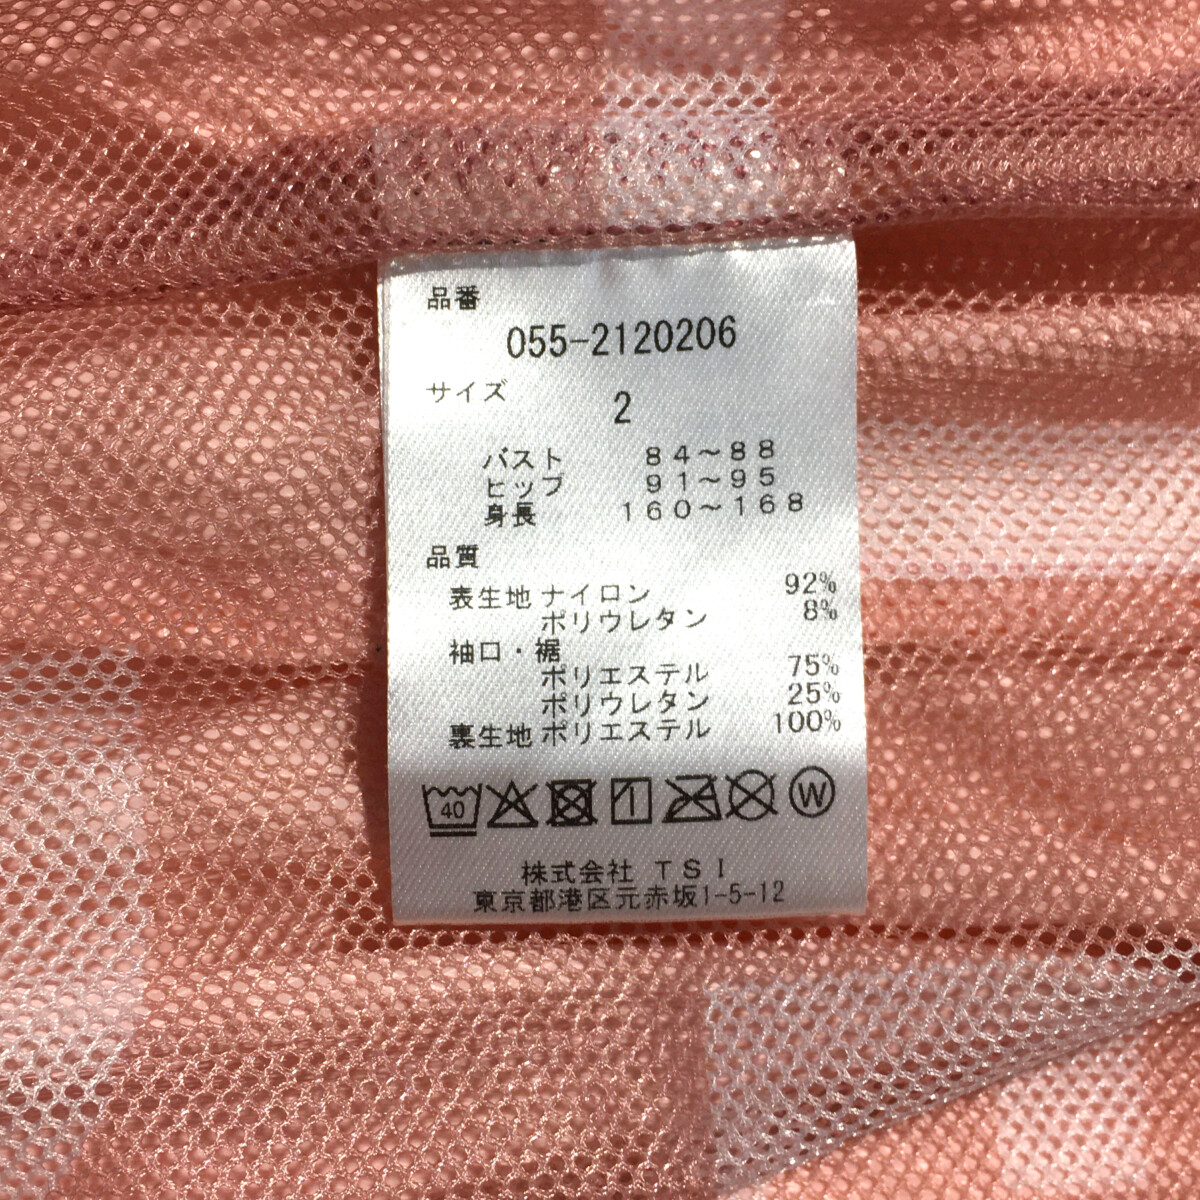 品番
055-2120206
サイズ
2
バスト 84～88
ヒップ 91～95
身長 160～168
品質
表生地 ナイロン 92%
ポリウレタン 8%
袖口・裾
ポリエステル 75%
ポリウレタン 25%
裏生地 ポリエステル 100%
40 W
株式会社 TSI
東京都港区元赤坂1-5-12